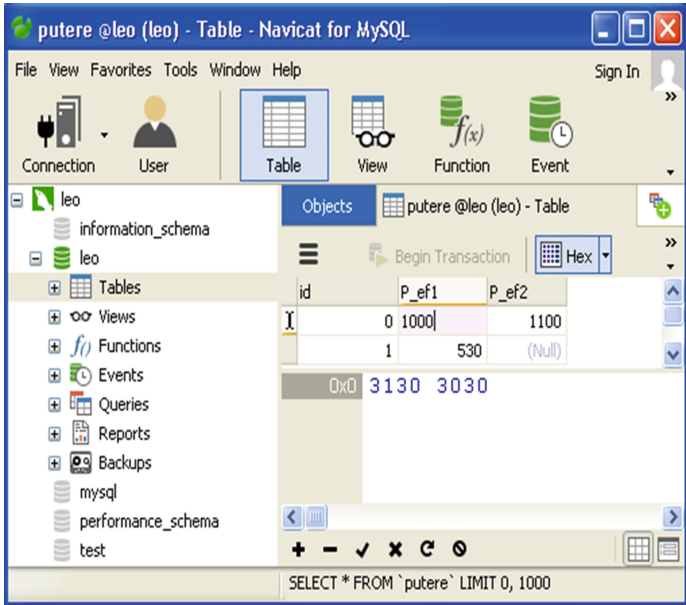 putere @leo (leo) - Table - Navicat for MySQL
File View Favorites Tools Window Help Sign In
Connection User Table View Function Event
f(x)
leo
information_schema
leo
Tables
Views
Functions
Events
Queries
Reports
Backups
mysql
performance_schema
test
Objects putere @leo (leo) - Table
Begin Transaction Hex
id P_ef1 P_ef2
0 1000 1100
1 530 (Null)
0x0 3130 3030
SELECT * FROM `putere` LIMIT 0, 1000